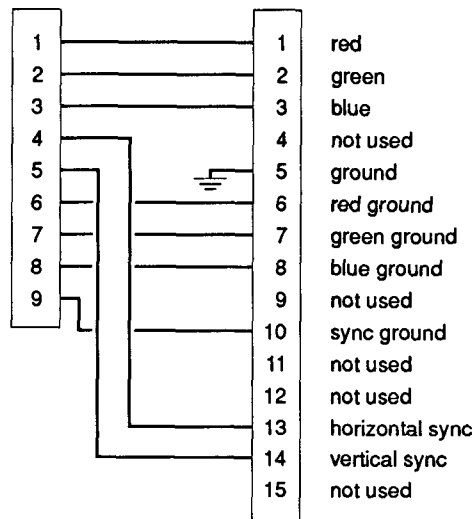 1 1 red
2 2 green
3 3 blue
4 4 not used
5 5 ground
6 6 red ground
7 7 green ground
8 8 blue ground
9 9 not used
10 sync ground
11 not used
12 not used
13 horizontal sync
14 vertical sync
15 not used